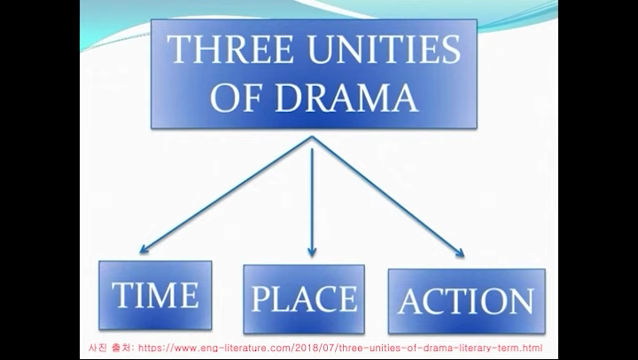 THREE UNITIES
OF DRAMA
TIME
PLACE
ACTION
사진 출처: https://www.eng-literature.com/2018/07/three-unities-of-drama-literary-term.html